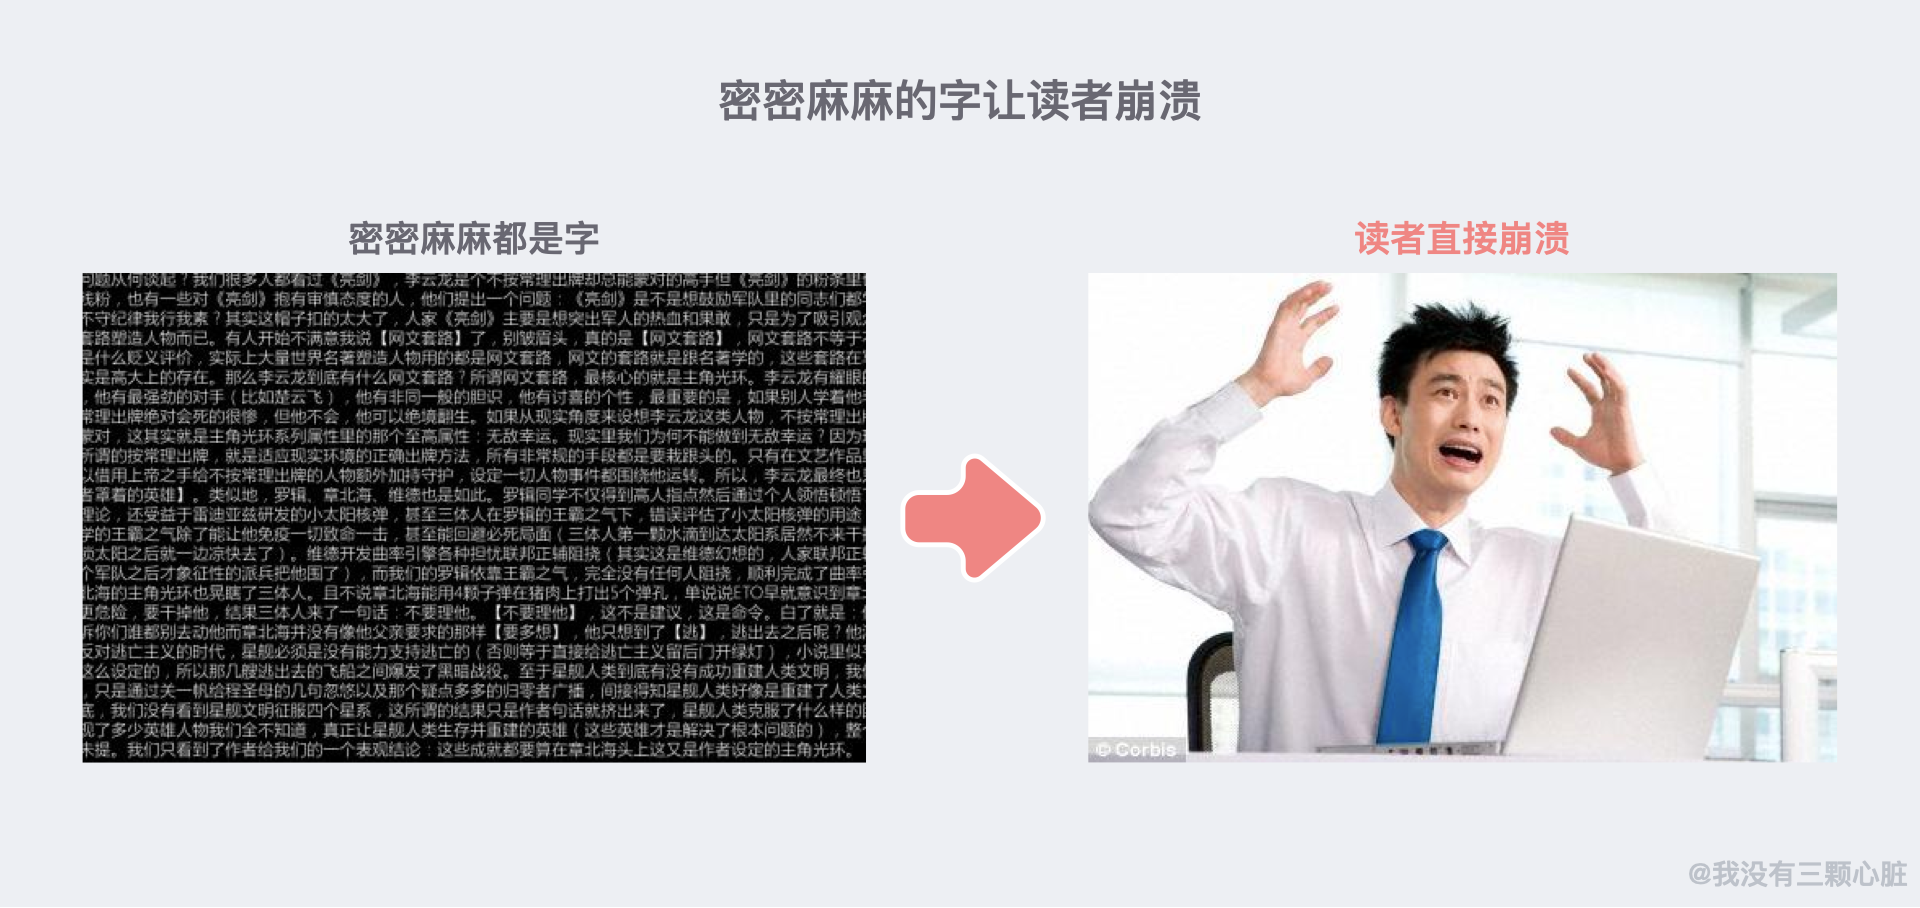 密密麻麻的字让读者崩溃
密密麻麻都是字
问题从何谈起？我们很多人都看过《亮剑》，李云龙是个不按常理出牌却总能蒙对的高手但《亮剑》的粉条里
线粉，也有一些对《亮剑》抱有审慎态度的人，他们提出一个问题：《亮剑》是不是想鼓励军队里的同志们都
不守纪律我行我素？其实这帽子扣的太大了，人家《亮剑》主要是想突出军人的热血和果敢，只是为了吸引观
套路塑造人物而已。有人开始不满意我说【网文套路】了，别皱眉头，真的是【网文套路】，网文套路不等于
是什么贬义评价，实际上大量世界名著塑造人物用的都是网文套路，网文的套路就是跟名著学的，这些套路在
实是高大上的存在。那么李云龙到底有什么网文套路？所谓网文套路，最核心的就是主角光环。李云龙有耀眼
，他有最强劲的对手（比如楚云飞），他有非同一般的胆识，他有讨喜的个性，最重要的是，如果别人学着他
常理出牌绝对会死的很惨，但他不会，他可以绝境翻生。如果从现实角度来设想李云龙这类人物，不按常理出
蒙对，这其实就是主角光环系列属性里的那个至高属性：无敌幸运。现实里我们为何不能做到无敌幸运？因为
所谓的按常理出牌，就是适应现实环境的正确出牌方法，所有非常规的手段都是要栽跟头的。只有在文艺作品
以借用上帝之手给不按常理出牌的人物额外加持守护，设定一切人物事件都围绕他运转。所以，李云龙最终也
者罩着的英雄】。类似地，罗辑、章北海、维德也是如此。罗辑同学不仅得到高人指点然后通过个人领悟顿悟
理论，还受益于雷迪亚兹研发的小太阳核弹，甚至三体人在罗辑的王霸之气下，错误评估了小太阳核弹的用途
学的王霸之气除了能让他免疫一切致命一击，甚至能回避必死局面（三体人第一颗水滴到达太阳系居然不来干
锁太阳之后就一边凉快去了）。维德开发曲率引擎各种担忧联邦正辅阻挠（其实这是维德幻想的，人家联邦正
个军队之后才象征性的派兵把他围了），而我们的罗辑依靠王霸之气，完全没有任何人阻挠，顺利完成了曲率
北海的主角光环也晃瞎了三体人。且不说章北海能用4颗子弹在猪肉上打出5个弹孔，单说说ETO早就意识到章
更危险，要干掉他，结果三体人来了一句话：不要理他。【不要理他】，这不是建议，这是命令。白了就是：
诉你们谁都别去动他而章北海并没有像他父亲要求的那样【要多想】，他只想到了【逃】，逃出去之后呢？他
反对逃亡主义的时代，星舰必须是没有能力支持逃亡的（否则等于直接给逃亡主义留后门开绿灯），小说里似
这么设定的，所以那几艘逃出去的飞船之间爆发了黑暗战役。至于星舰人类到底有没有成功重建人类文明，我
，只是通过关一帆给程圣母的几句忽悠以及那个疑点多多的归零者广播，间接得知星舰人类好像是重建了人类
底，我们没有看到星舰文明征服四个星系，这所谓的结果只是作者句话就挤出来了，星舰人类克服了什么样的
现了多少英雄人物我们全不知道，真正让星舰人类生存并重建的英雄（这些英雄才是解决了根本问题的），整
未提。我们只看到了作者给我们的一个表观结论：这些成就都要算在章北海头上这又是作者设定的主角光环。
读者直接崩溃
© Corbis
@我没有三颗心脏